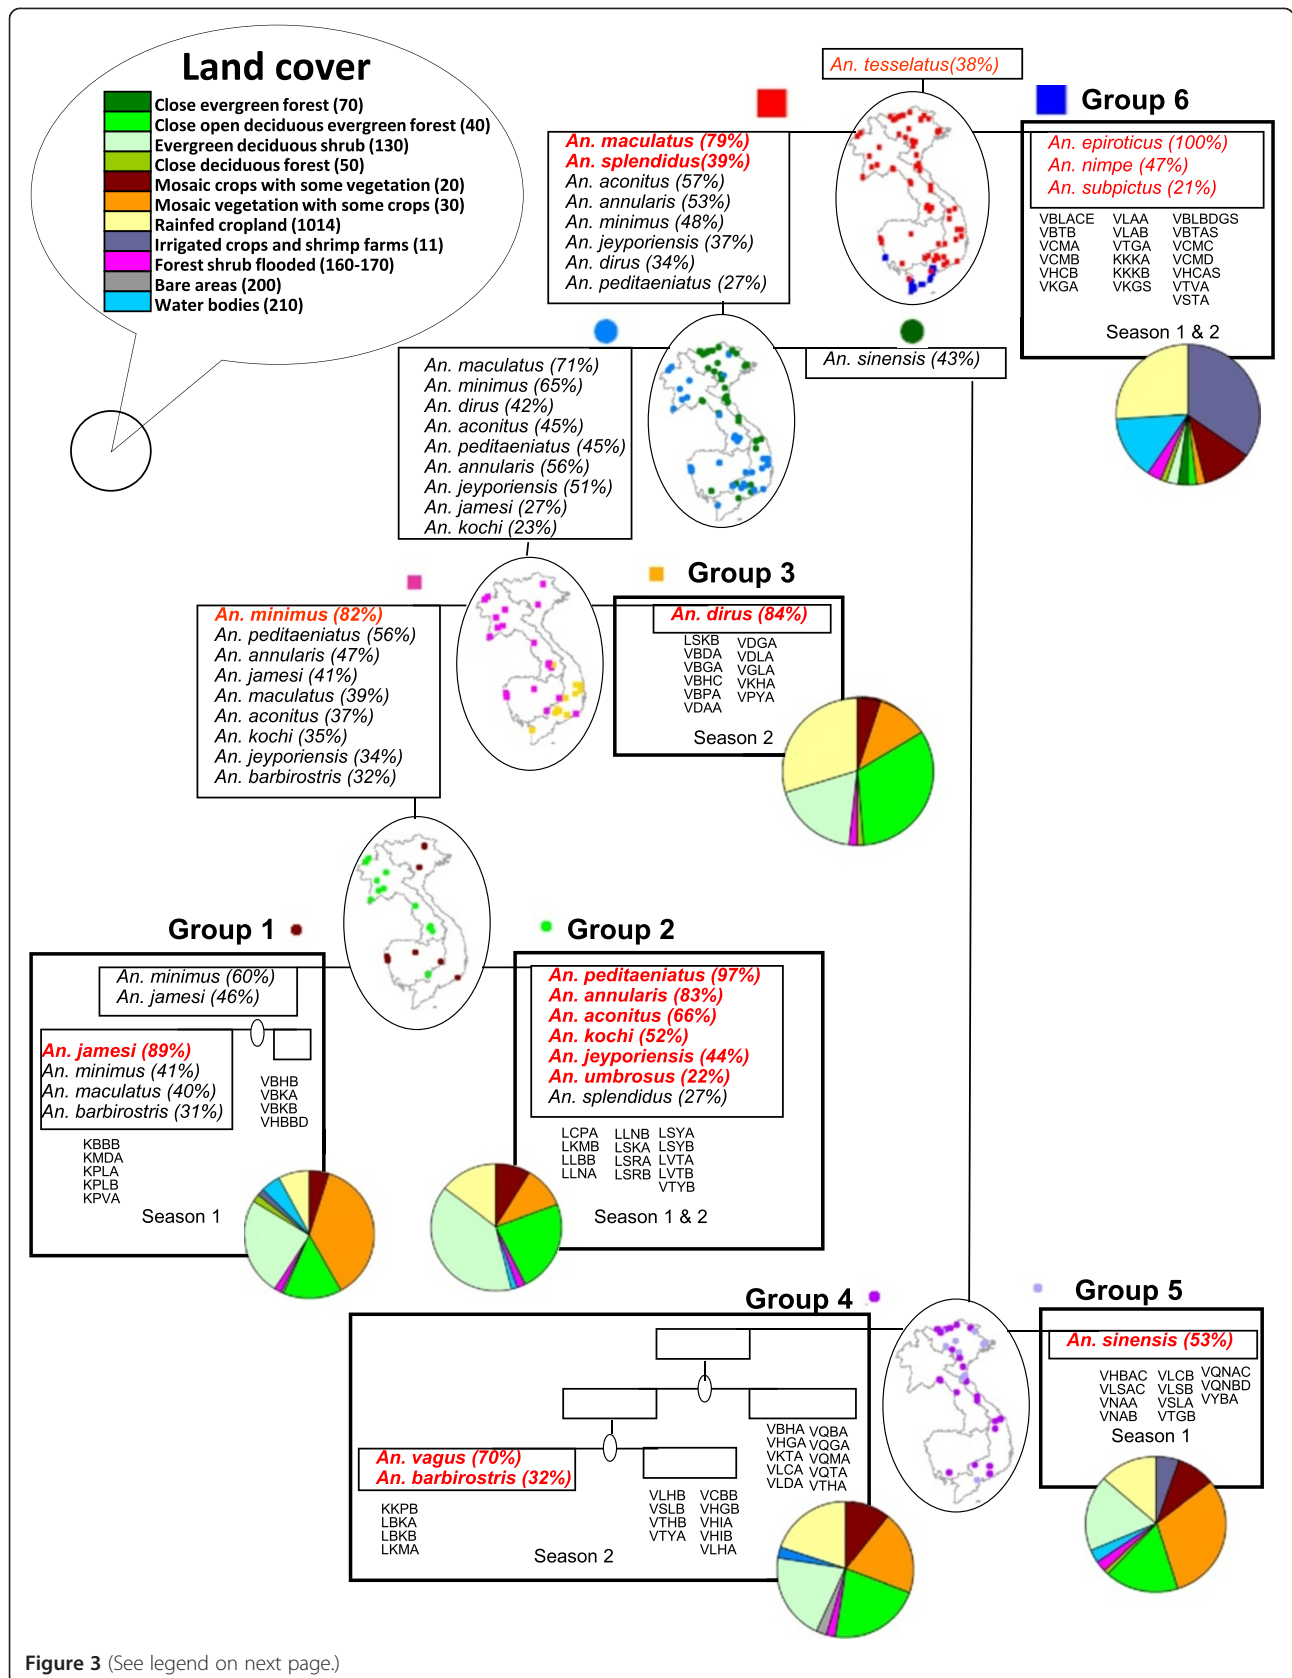 Land cover
Close evergreen forest (70)
Close open deciduous evergreen forest (40)
Evergreen deciduous shrub (130)
Close deciduous forest (50)
Mosaic crops with some vegetation (20)
Mosaic vegetation with some crops (30)
Rainfed cropland (1014)
Irrigated crops and shrimp farms (11)
Forest shrub flooded (160-170)
Bare areas (200)
Water bodies (210)
An. tesselatus(38%)
An. maculatus (79%)
An. splendidus(39%)
An. aconitus (57%)
An. annularis (53%)
An. minimus (48%)
An. jeyporiensis (37%)
An. dirus (34%)
An. peditaeniatus (27%)
Group 6
An. epiroticus (100%)
An. nimpe (47%)
An. subpictus (21%)
VBLACE VLAA VBLBDGS
VBTB VLAB VBTAS
VCMA VTGA VCMC
VCMB KKKA VCMD
VHCB KKKB VHCAS
VKGA VKGS VTVA
VSTA
Season 1 & 2
An. maculatus (71%)
An. minimus (65%)
An. dirus (42%)
An. aconitus (45%)
An. peditaeniatus (45%)
An. annularis (56%)
An. jeyporiensis (51%)
An. jamesi (27%)
An. kochi (23%)
An. sinensis (43%)
An. minimus (82%)
An. peditaeniatus (56%)
An. annularis (47%)
An. jamesi (41%)
An. maculatus (39%)
An. aconitus (37%)
An. kochi (35%)
An. jeyporiensis (34%)
An. barbirostris (32%)
Group 3
An. dirus (84%)
LSKB VDGA
VBDA VDLA
VBGA VGLA
VBHC VKHA
VBPA VPYA
VDAA
Season 2
Group 1
An. minimus (60%)
An. jamesi (46%)
An. jamesi (89%)
An. minimus (41%)
An. maculatus (40%)
An. barbirostris (31%)
VBHB
VBKA
VBKB
VHBBD
KBBB
KMDA
KPLA
KPLB
KPVA
Season 1
Group 2
An. peditaeniatus (97%)
An. annularis (83%)
An. aconitus (66%)
An. kochi (52%)
An. jeyporiensis (44%)
An. umbrosus (22%)
An. splendidus (27%)
LCPA LLNB LSYA
LKMB LSKA LSYB
LLBB LSRA LVTA
LLNA LSRB LVTB
VTYB
Season 1 & 2
Group 4
An. vagus (70%)
An. barbirostris (32%)
KKPB
LBKA
LBKB
LKMA
VLHB VCBB
VSLB VHGB
VTHB VHIA
VTYA VHIB
VLHA
VBHA VQBA
VHGA VQGA
VKTA VQMA
VLCA VQTA
VLDA VTHA
Season 2
Group 5
An. sinensis (53%)
VHBAC VLCB VQNAC
VLSAC VLSB VQNBD
VNAA VSLA VYBA
VNAB VTGB
Season 1
Figure 3 (See legend on next page.)